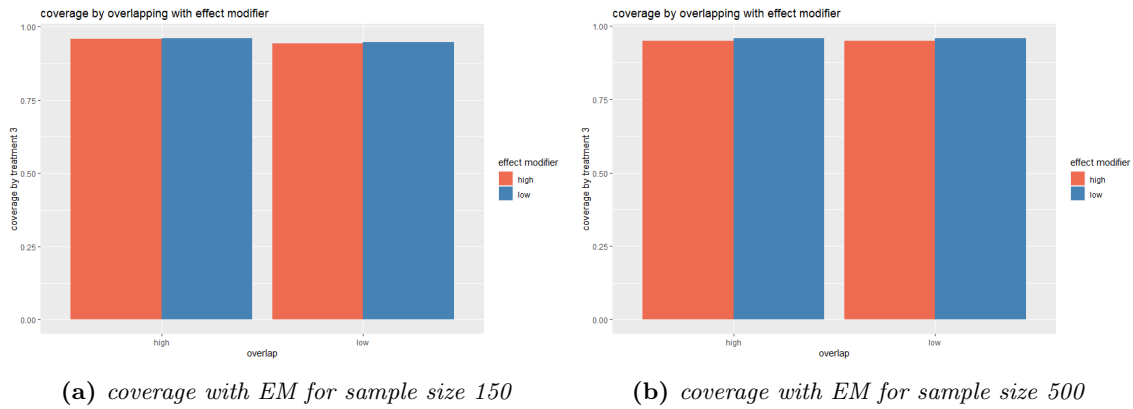 coverage by overlapping with effect modifier
1.00
0.75
0.50
0.25
0.00
coverage by treatment 3
high
low
overlap
effect modifier
high
low
(a) coverage with EM for sample size 150
coverage by overlapping with effect modifier
1.00
0.75
0.50
0.25
0.00
coverage by treatment 3
high
low
overlap
effect modifier
high
low
(b) coverage with EM for sample size 500